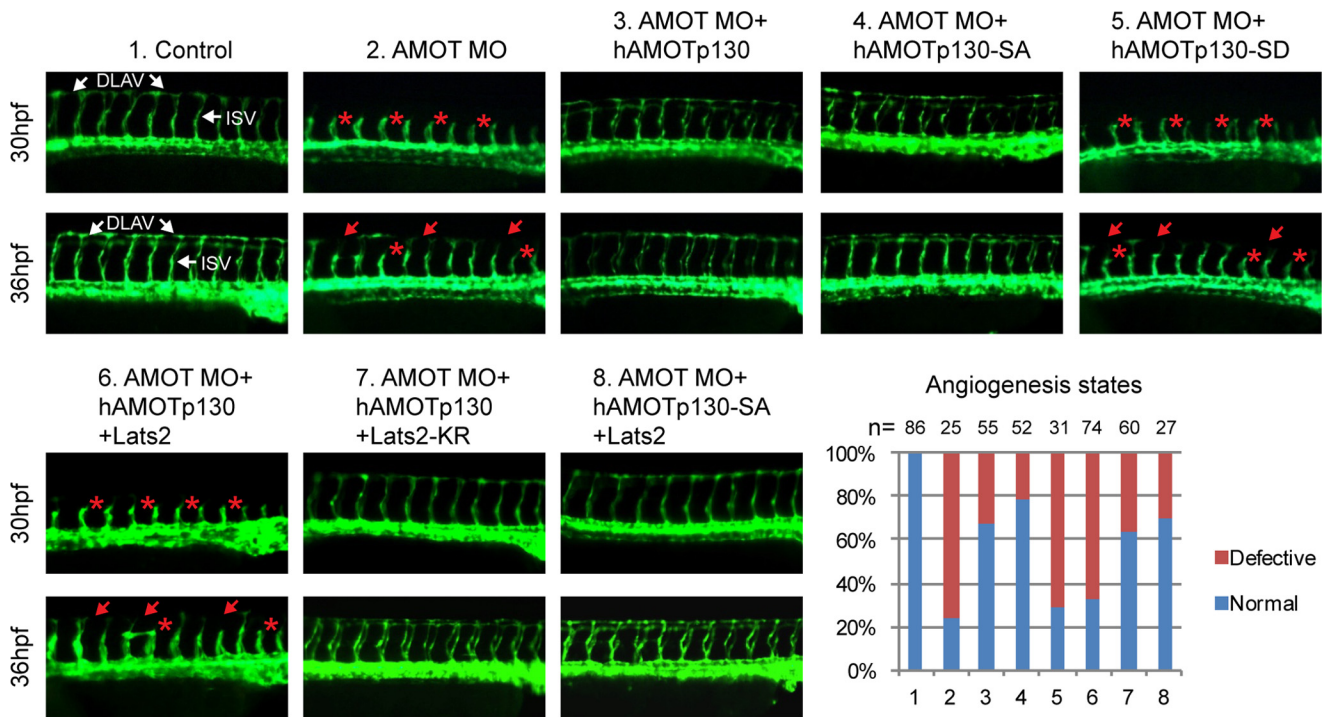 1. Control
2. AMOT MO
3. AMOT MO+
hAMOTp130
4. AMOT MO+
hAMOTp130-SA
5. AMOT MO+
hAMOTp130-SD
30hpf
DLAV
ISV
* * * *
* * * *
36hpf
DLAV
ISV
* *
* * *
6. AMOT MO+
hAMOTp130
+Lats2
7. AMOT MO+
hAMOTp130
+Lats2-KR
8. AMOT MO+
hAMOTp130-SA
+Lats2
30hpf
* * * *
36hpf
* *
Angiogenesis states
n= 86 25 55 52 31 74 60 27
100%
80%
60%
40%
20%
0%
1 2 3 4 5 6 7 8
Defective
Normal